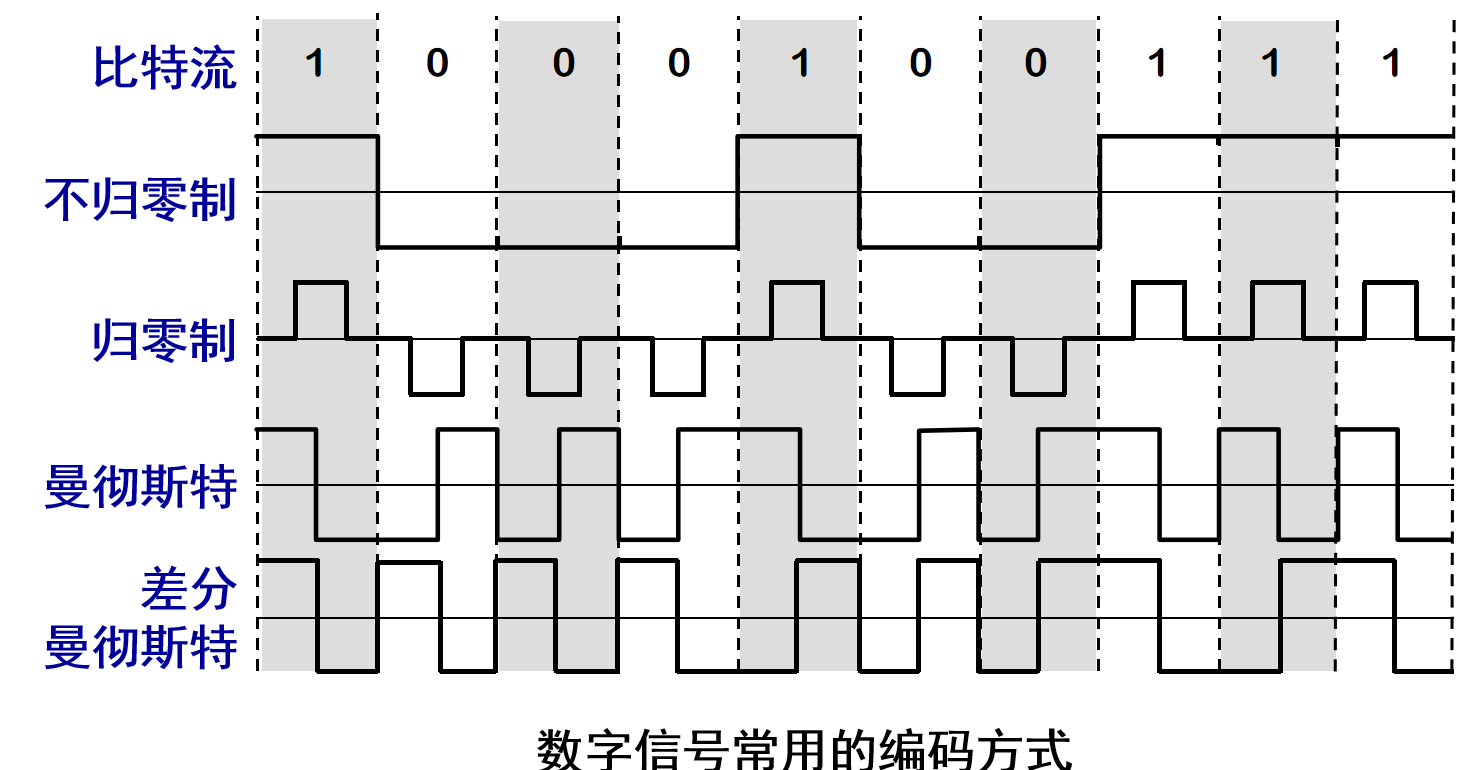 比特流 1 0 0 0 1 0 0 1 1 1
不归零制
归零制
曼彻斯特
差分
曼彻斯特
数字信号常用的编码方式